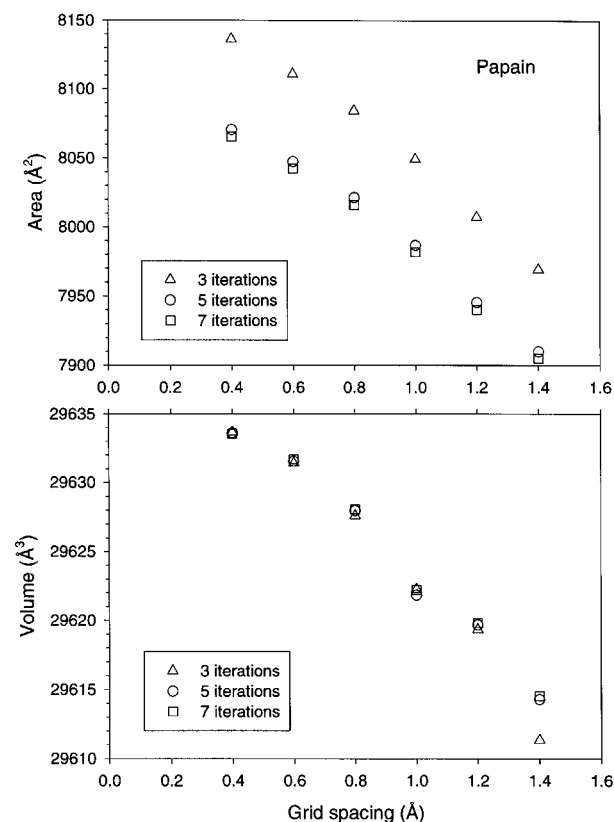 8150
8100
8050
8000
7950
7900
Area (Å²)
Papain
3 iterations
5 iterations
7 iterations
0.0 0.2 0.4 0.6 0.8 1.0 1.2 1.4 1.6
29635
29630
29625
29620
29615
29610
Volume (Å³)
3 iterations
5 iterations
7 iterations
0.0 0.2 0.4 0.6 0.8 1.0 1.2 1.4 1.6
Grid spacing (Å)